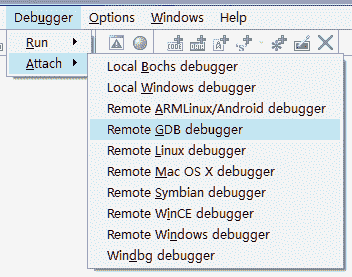 Debugger Options Windows Help
Run
Attach
Local Bochs debugger
Local Windows debugger
Remote ARMLinux/Android debugger
Remote GDB debugger
Remote Linux debugger
Remote Mac OS X debugger
Remote Symbian debugger
Remote WinCE debugger
Remote Windows debugger
Windbg debugger